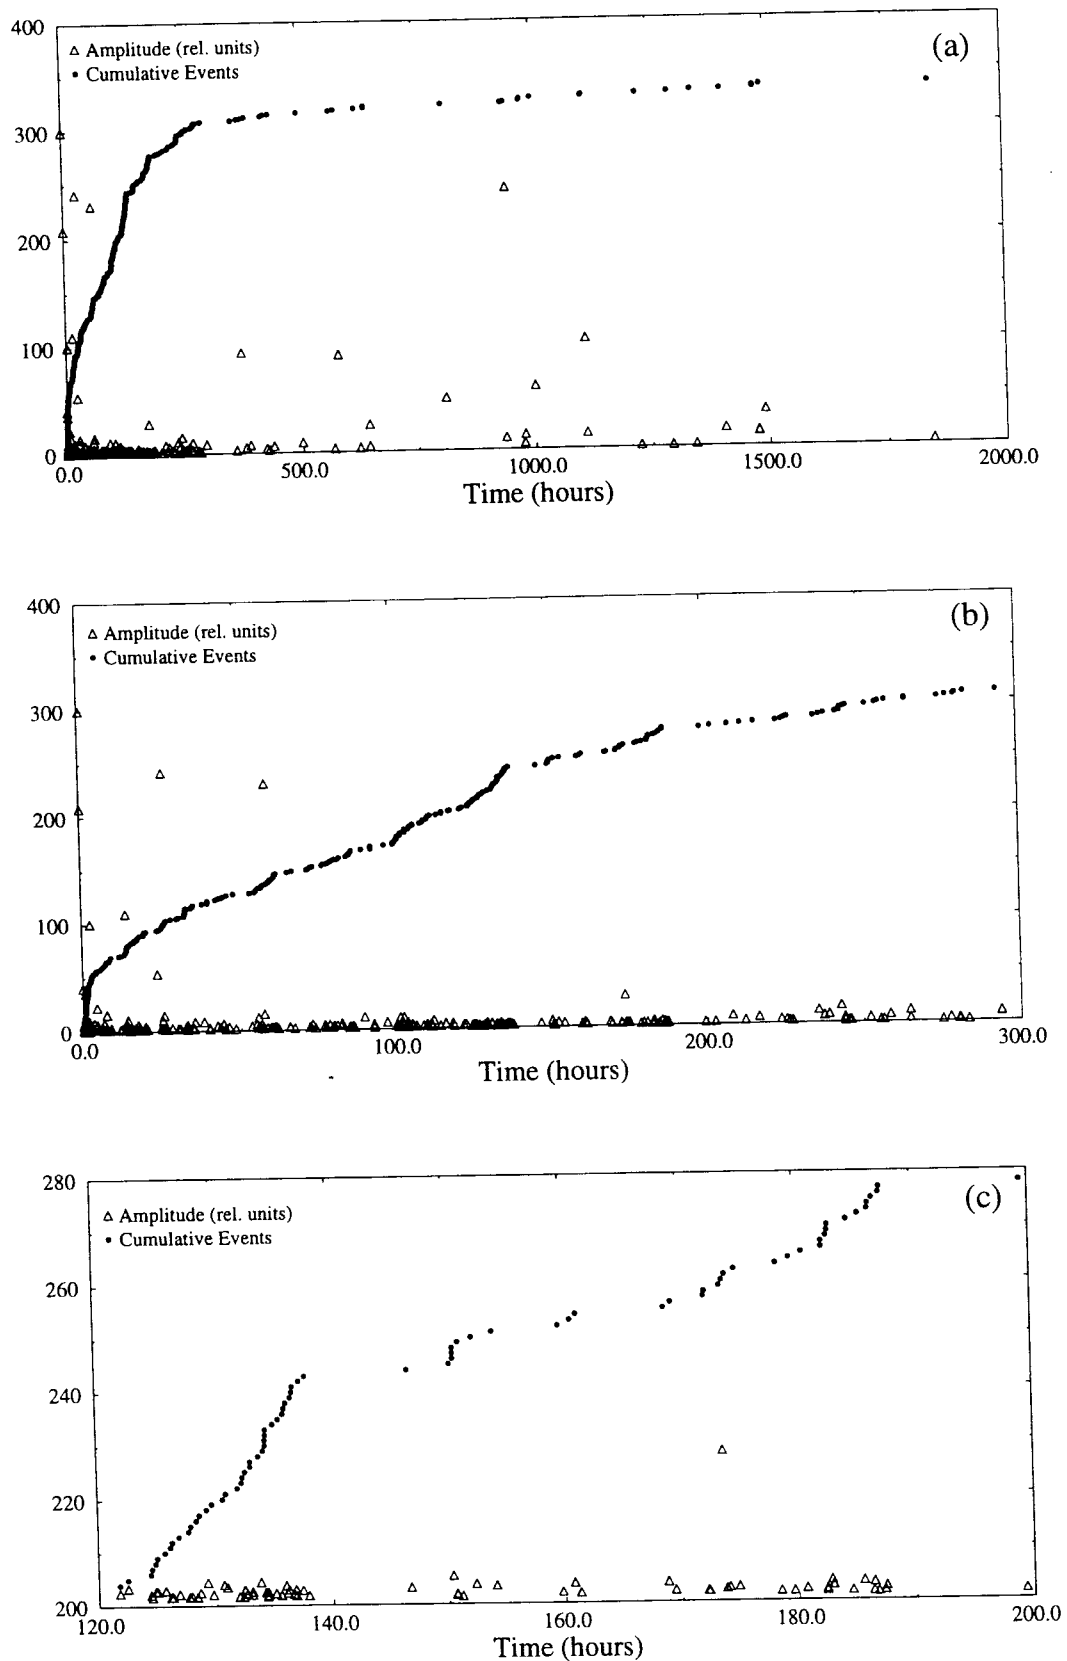 400
300
200
100
0
△ Amplitude (rel. units)
• Cumulative Events
(a)
0.0 500.0 1000.0 1500.0 2000.0
Time (hours)
400
300
200
100
0
△ Amplitude (rel. units)
• Cumulative Events
(b)
0.0 100.0 200.0 300.0
Time (hours)
280
260
240
220
200
△ Amplitude (rel. units)
• Cumulative Events
(c)
120.0 140.0 160.0 180.0 200.0
Time (hours)